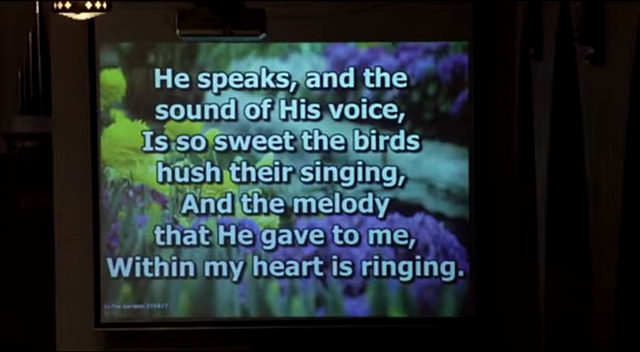 He speaks, and the
sound of His voice,
Is so sweet the birds
hush their singing,
And the melody
that He gave to me,
Within my heart is ringing.